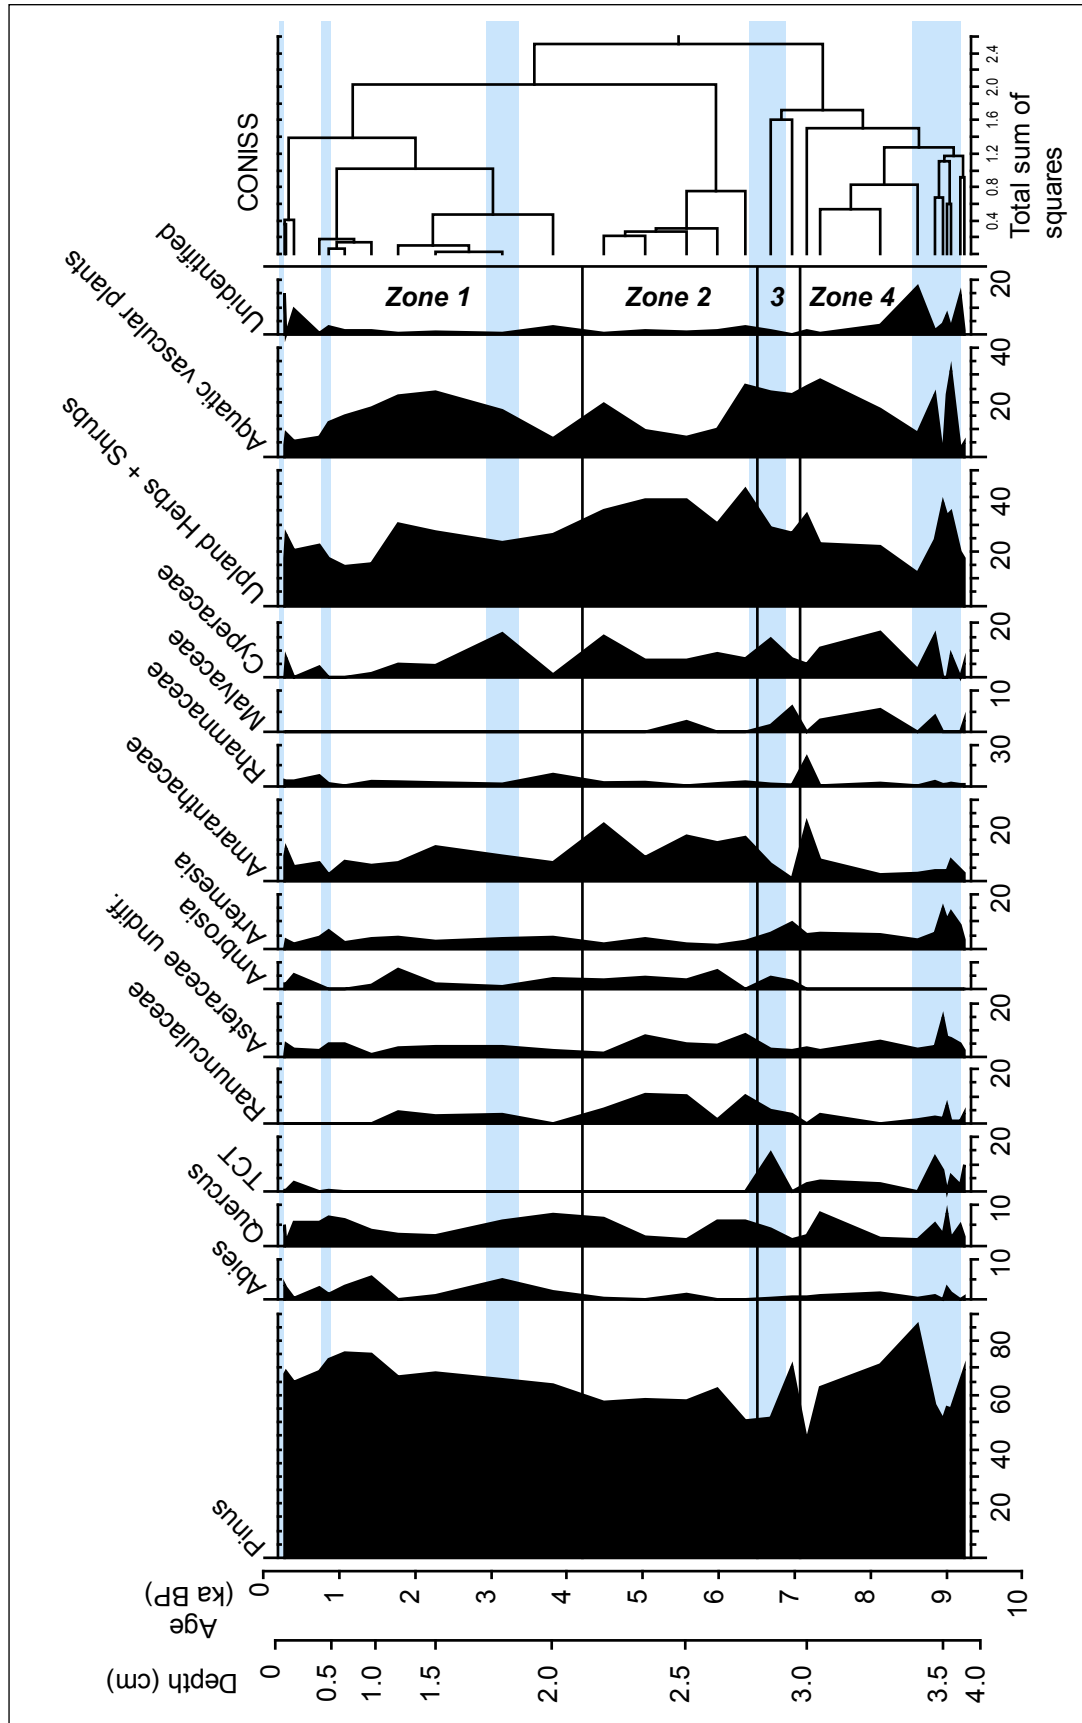 Depth (cm)
0
0.5
1.0
1.5
2.0
2.5
3.0
3.5
4.0
Age
(ka BP)
0
1
2
3
4
5
6
7
8
9
10
Pinus
20
40
60
80
Abies
10
Quercus
10
TCT
20
Ranunculaceae
20
Asteraceae undiff.
20
Ambrosia
Artemesia
20
Amaranthaceae
20
Rhamnaceae
30
Malvaceae
10
Cyperaceae
20
Upland Herbs + Shrubs
20
40
Aquatic vascular plants
20
40
Unidentified
20
Zone 1
Zone 2
3
Zone 4
CONISS
0.4
0.8
1.2
1.6
2.0
2.4
Total sum of
squares